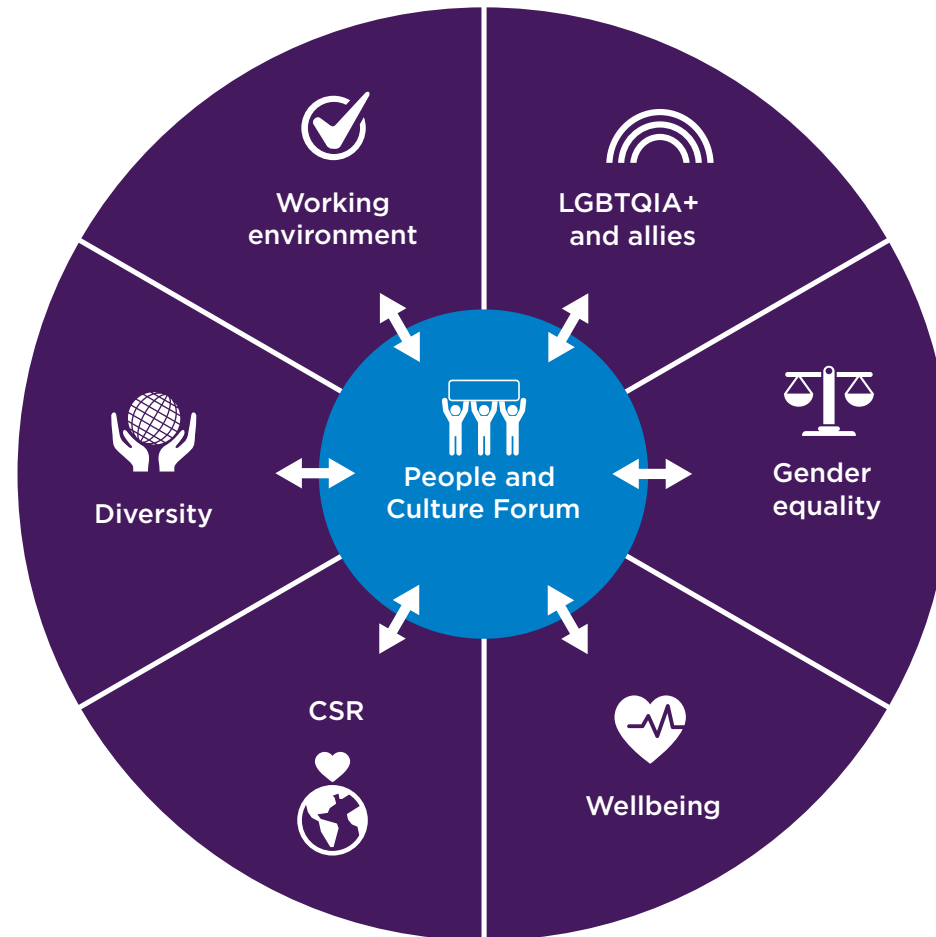 Working
environment
LGBTQIA+
and allies
Diversity
People and
Culture Forum
Gender
equality
CSR
Wellbeing